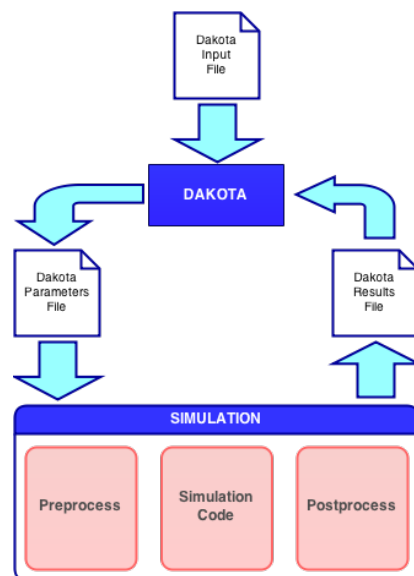 Dakota
Input
File
DAKOTA
Dakota
Parameters
File
Dakota
Results
File
SIMULATION
Preprocess
Simulation
Code
Postprocess